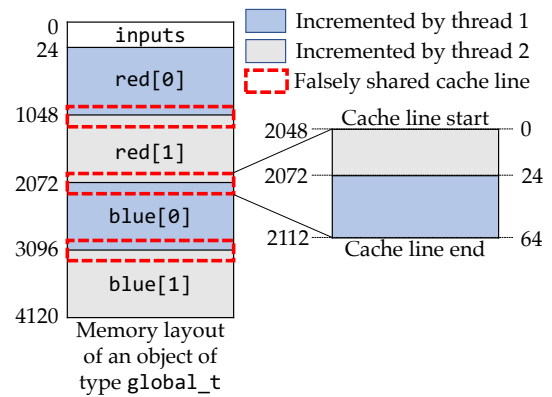 0
inputs
24
red[0]
1048
red[1]
2072
blue[0]
3096
blue[1]
4120
Memory layout
of an object of
type global_t
Incremented by thread 1
Incremented by thread 2
Falsely shared cache line
Cache line start
2048
0
2072
24
2112
64
Cache line end